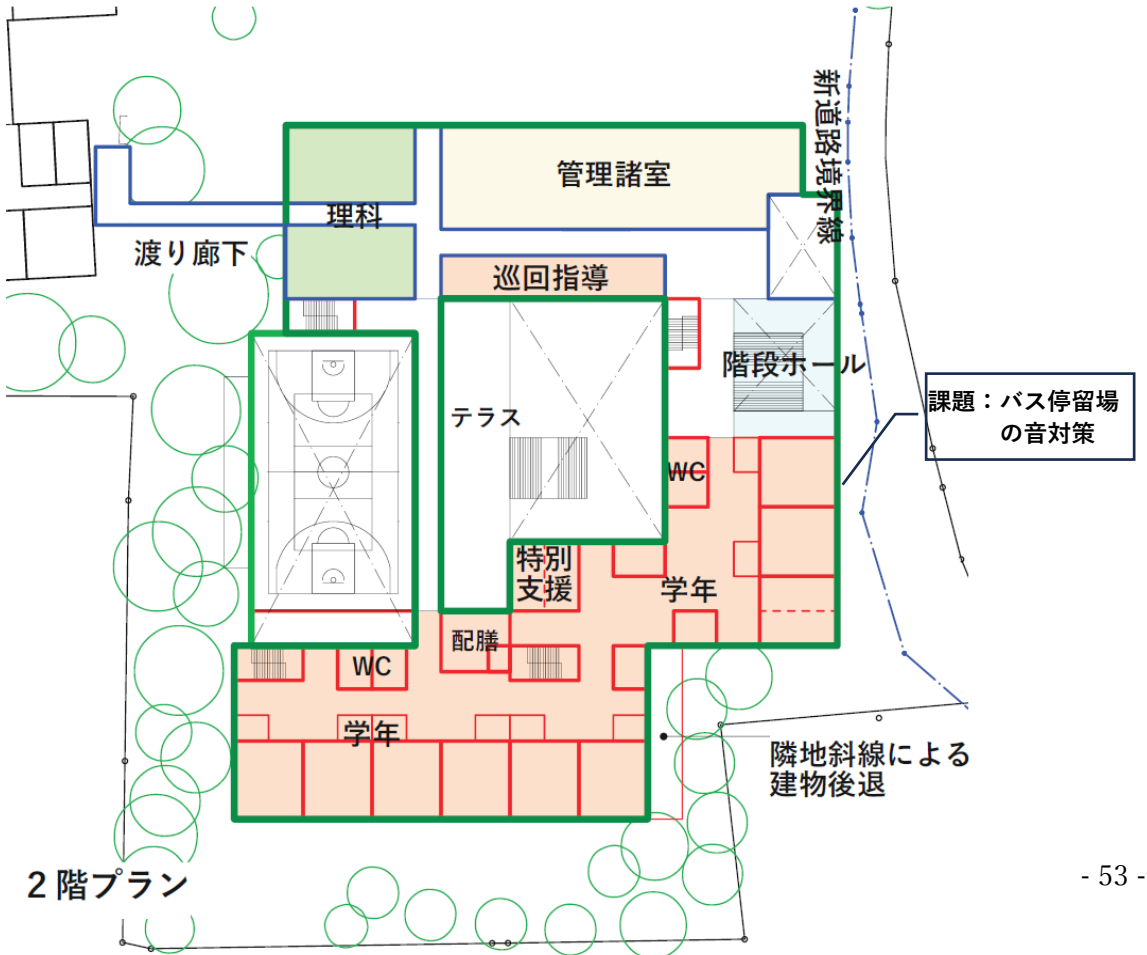 新道路境界線
管理諸室
理科
渡り廊下
巡回指導
階段ホール
テラス
課題：バス停留場
の音対策
WC
特別
支援
学年
配膳
WC
学年
隣地斜線による
建物後退
2階プラン
- 53 -